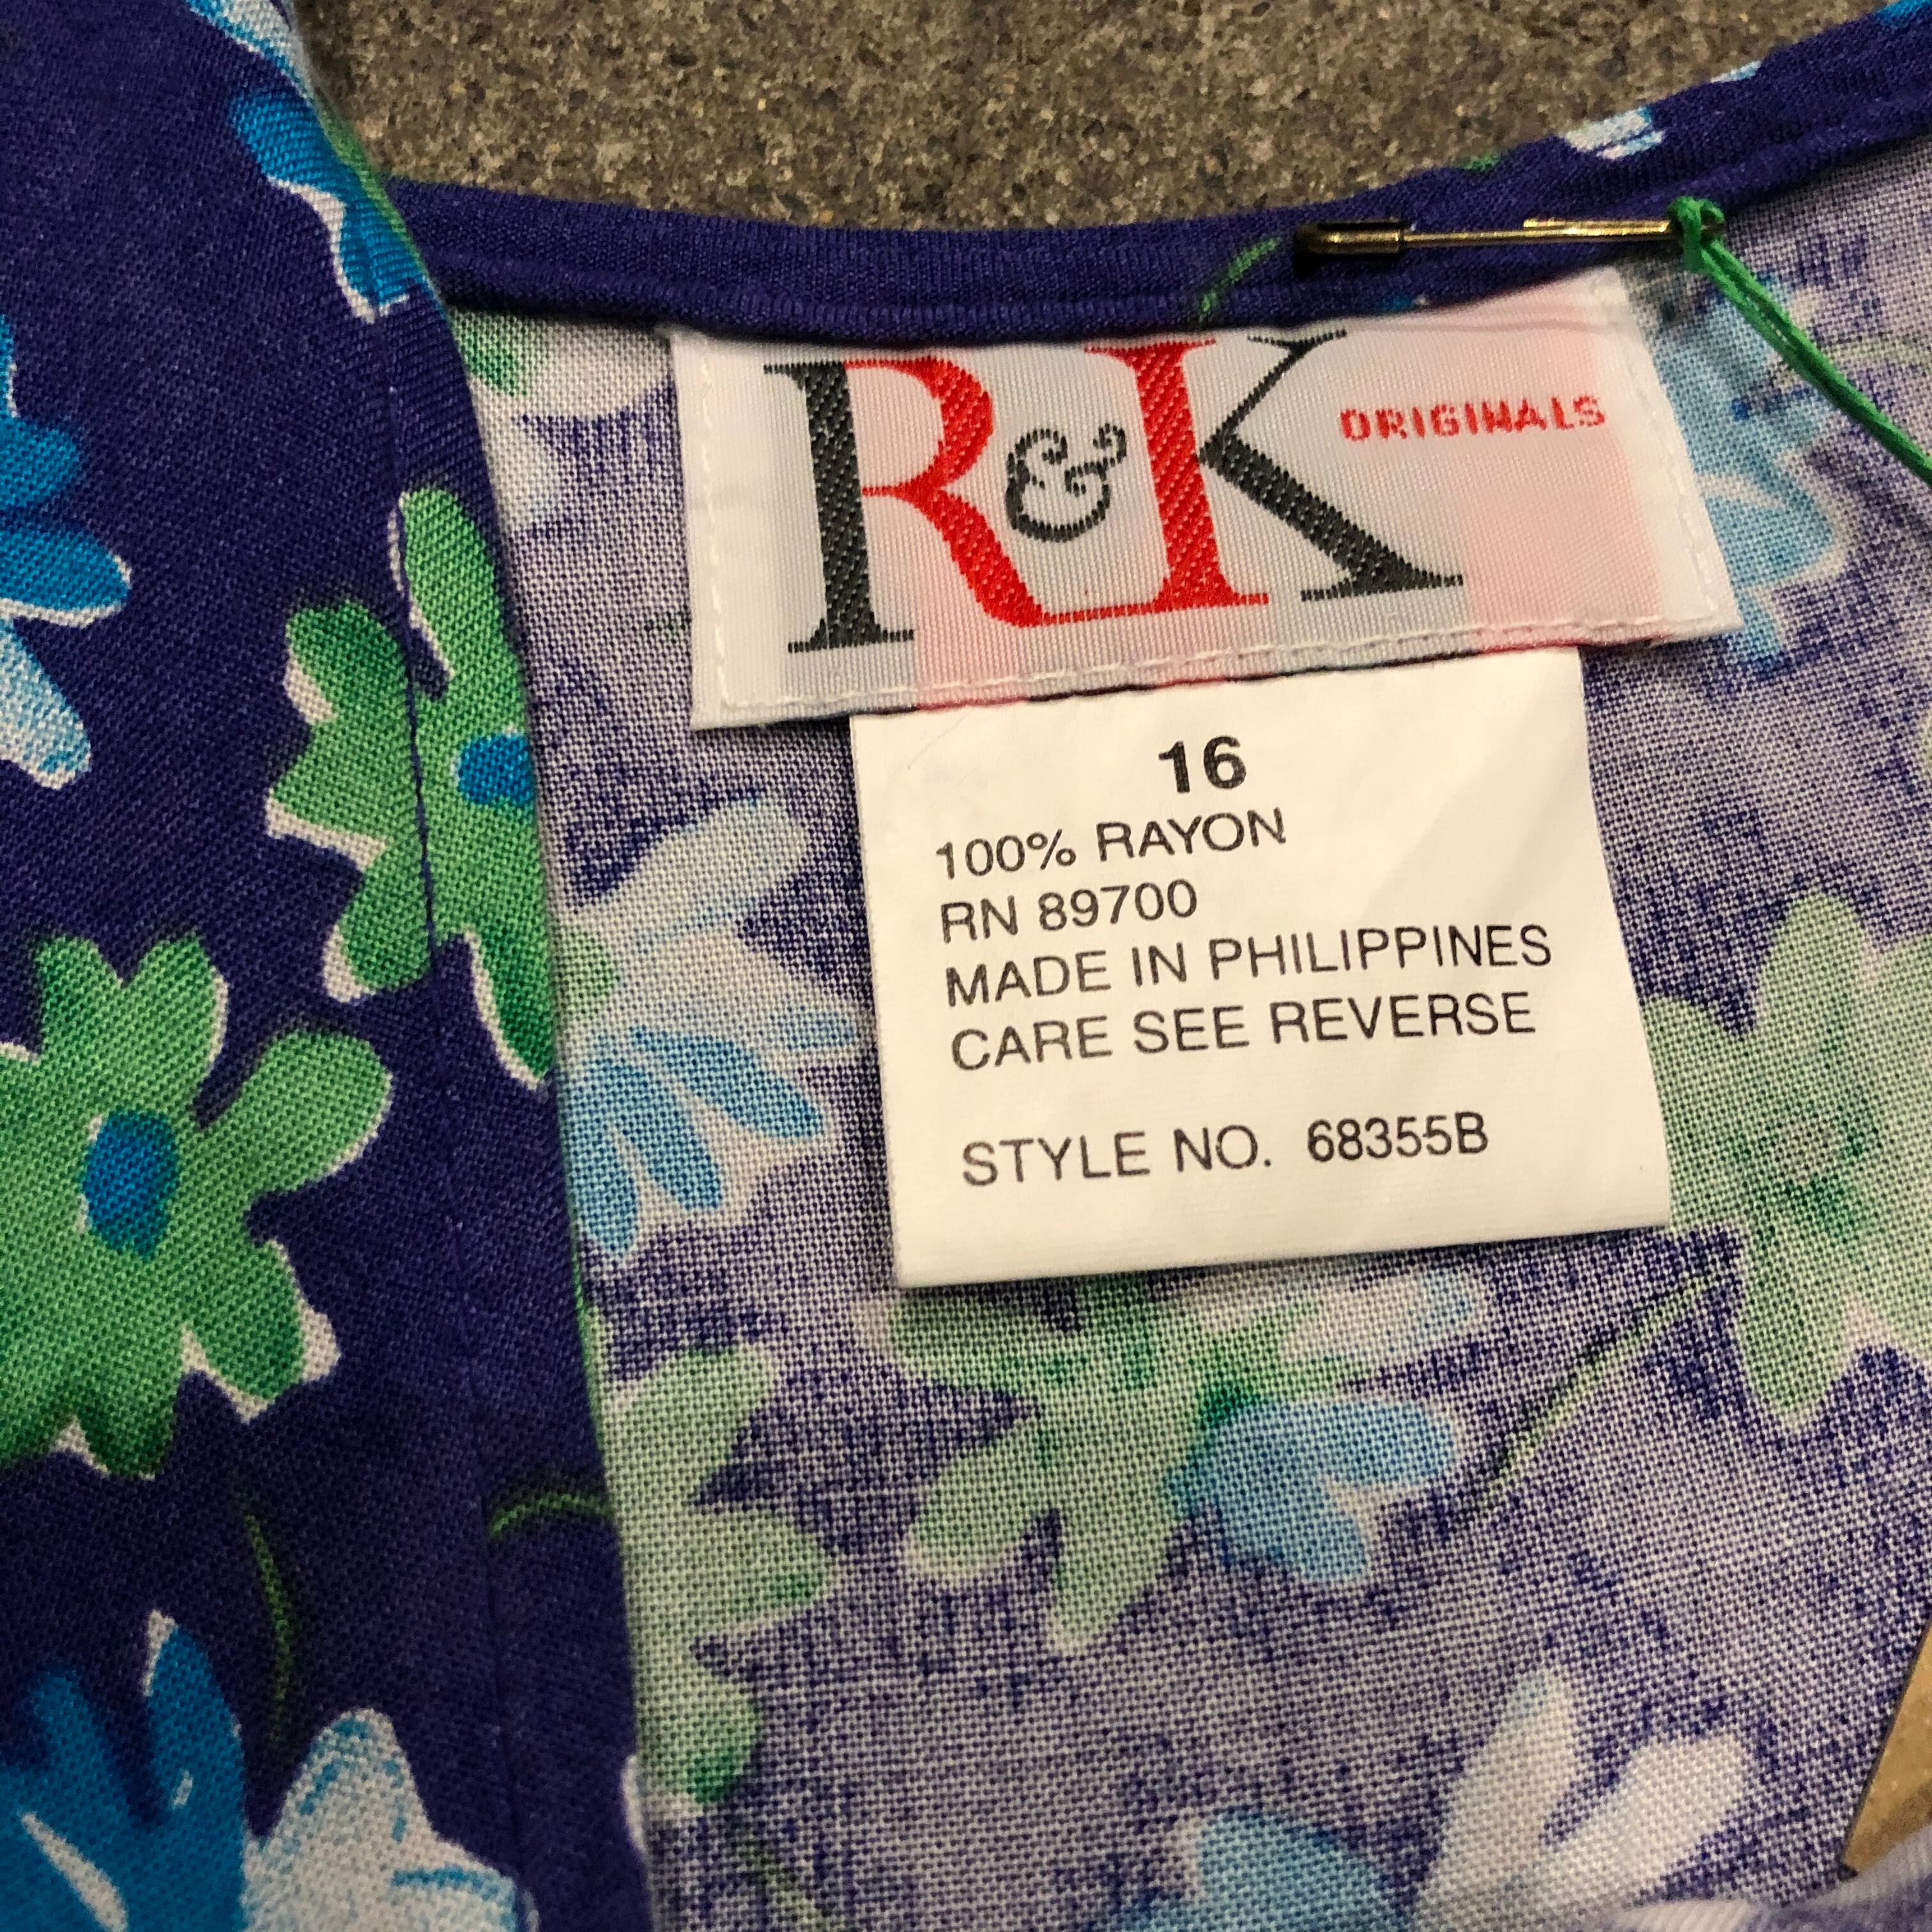 R&K ORIGINALS
16
100% RAYON
RN 89700
MADE IN PHILIPPINES
CARE SEE REVERSE
STYLE NO. 68355B